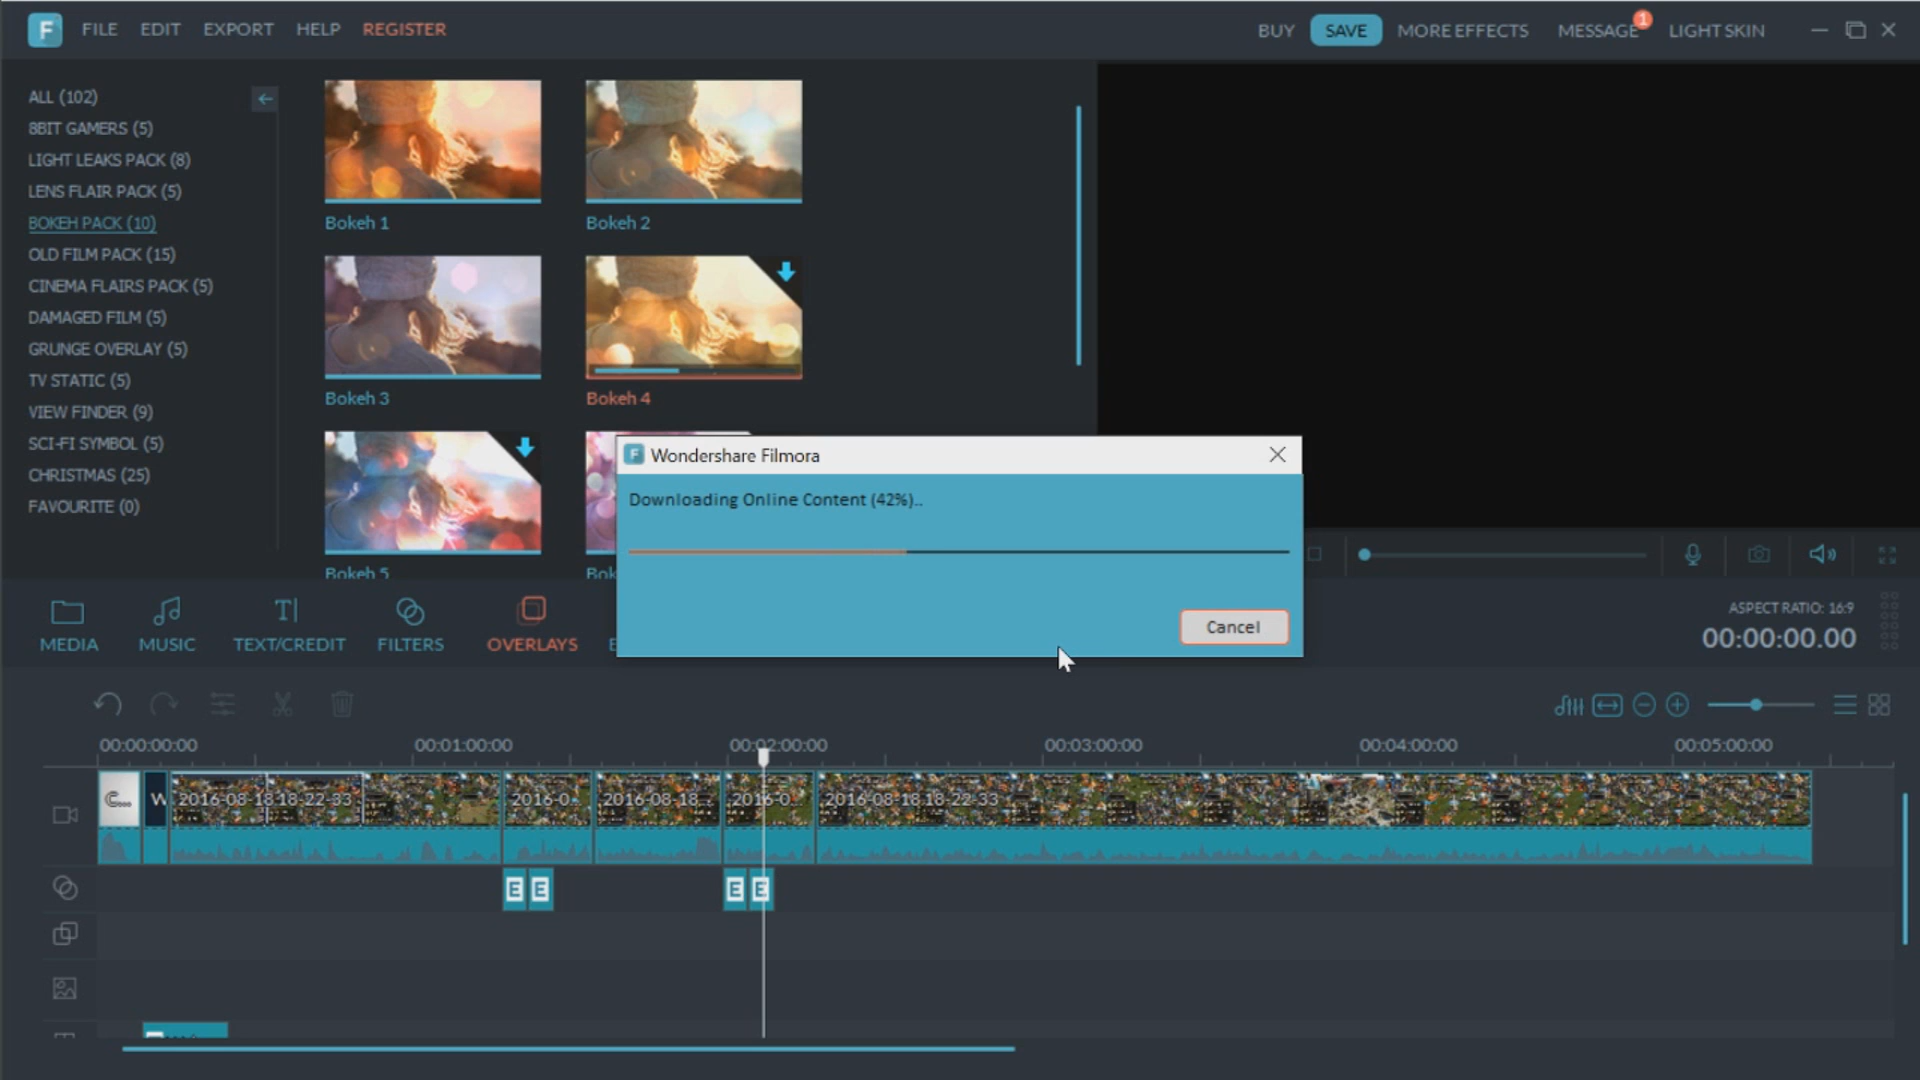 F FILE EDIT EXPORT HELP REGISTER BUY SAVE MORE EFFECTS MESSAGE 1 LIGHT SKIN
ALL (102)
8BIT GAMERS (5)
LIGHT LEAKS PACK (8)
LENS FLAIR PACK (5)
BOKEH PACK (10)
OLD FILM PACK (15)
CINEMA FLAIRS PACK (5)
DAMAGED FILM (5)
GRUNGE OVERLAY (5)
TV STATIC (5)
VIEW FINDER (9)
SCI-FI SYMBOL (5)
CHRISTMAS (25)
FAVOURITE (0)
Bokeh 1 Bokeh 2
Bokeh 3 Bokeh 4
Bokeh 5 Bok
F Wondershare Filmora
Downloading Online Content (42%)..
Cancel
MEDIA MUSIC TEXT/CREDIT FILTERS OVERLAYS E
ASPECT RATIO: 16:9
00:00:00.00
00:00:00:00 00:01:00:00 00:02:00:00 00:03:00:00 00:04:00:00 00:05:00:00
C... W 2016-08-18 18-22-33 2016-0... 2016-08-18... 2016-0... 2016-08-18 18-22-33
E E E E